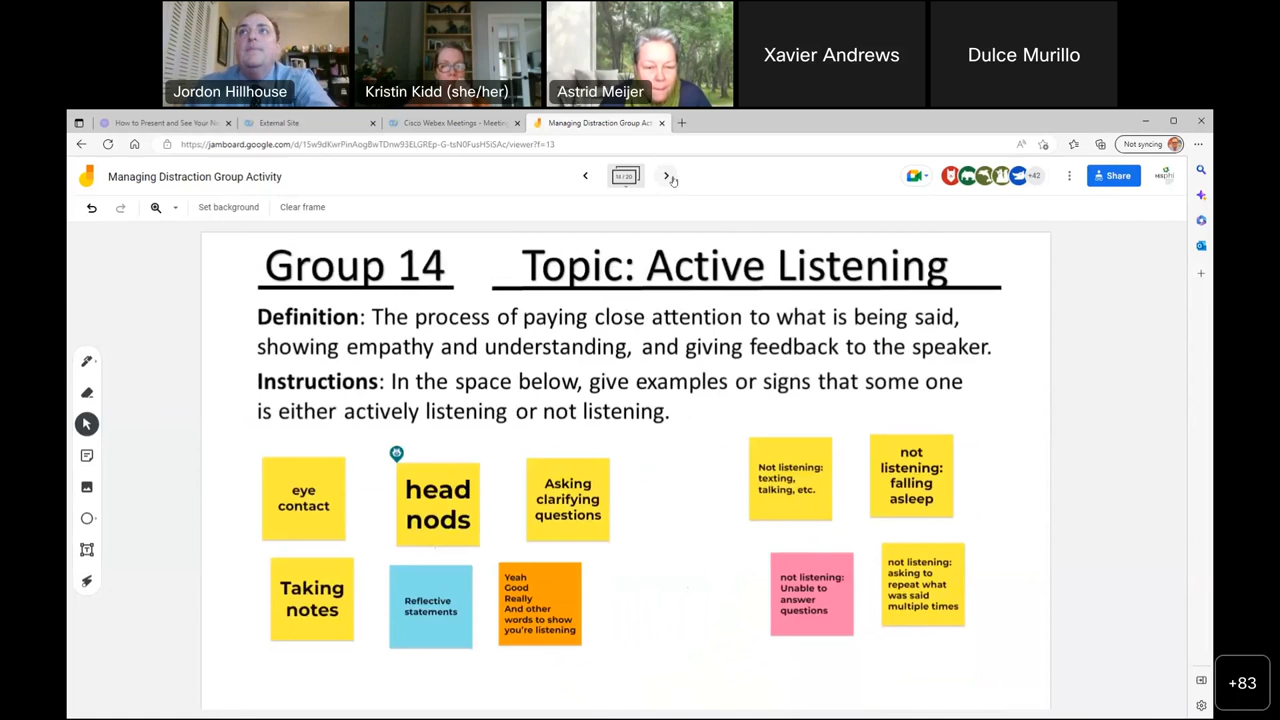 Jordon Hillhouse
Kristin Kidd (she/her)
Astrid Meijer
Xavier Andrews
Dulce Murillo
External Site
Cisco Webex Meetings - Meeting
Managing Distraction Group Act
Not syncing
Managing Distraction Group Activity
14 / 20
+42
Share
Set background
Clear frame
Group 14
Topic: Active Listening
Definition: The process of paying close attention to what is being said,
showing empathy and understanding, and giving feedback to the speaker.
Instructions: In the space below, give examples or signs that some one
is either actively listening or not listening.
eye
contact
head
nods
Asking
clarifying
questions
Not listening:
texting,
talking, etc.
not
listening:
falling
asleep
Taking
notes
Reflective
statements
Yeah
Good
Really
And other
words to show
you're listening
not listening:
Unable to
answer
questions
not listening:
asking to
repeat what
was said
multiple times
+83